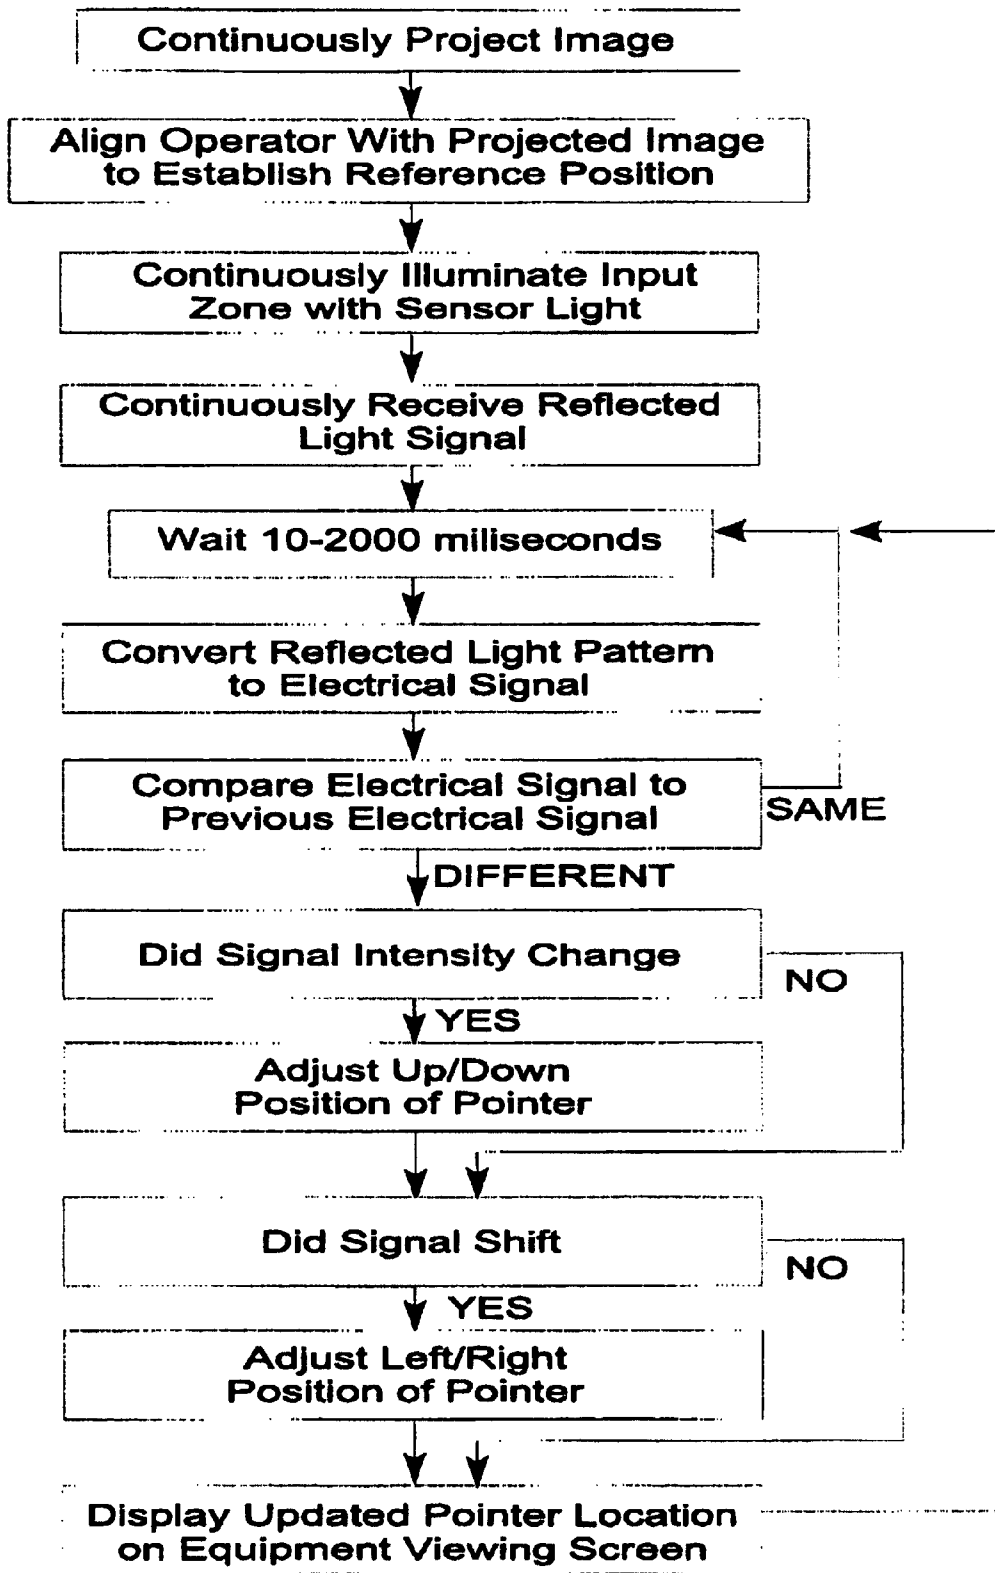 Continuously Project Image
Align Operator With Projected Image
to Establish Reference Position
Continuously Illuminate Input
Zone with Sensor Light
Continuously Receive Reflected
Light Signal
Wait 10-2000 miliseconds
Convert Reflected Light Pattern
to Electrical Signal
Compare Electrical Signal to
Previous Electrical Signal
SAME
DIFFERENT
Did Signal Intensity Change
NO
YES
Adjust Up/Down
Position of Pointer
Did Signal Shift
NO
YES
Adjust Left/Right
Position of Pointer
Display Updated Pointer Location
on Equipment Viewing Screen